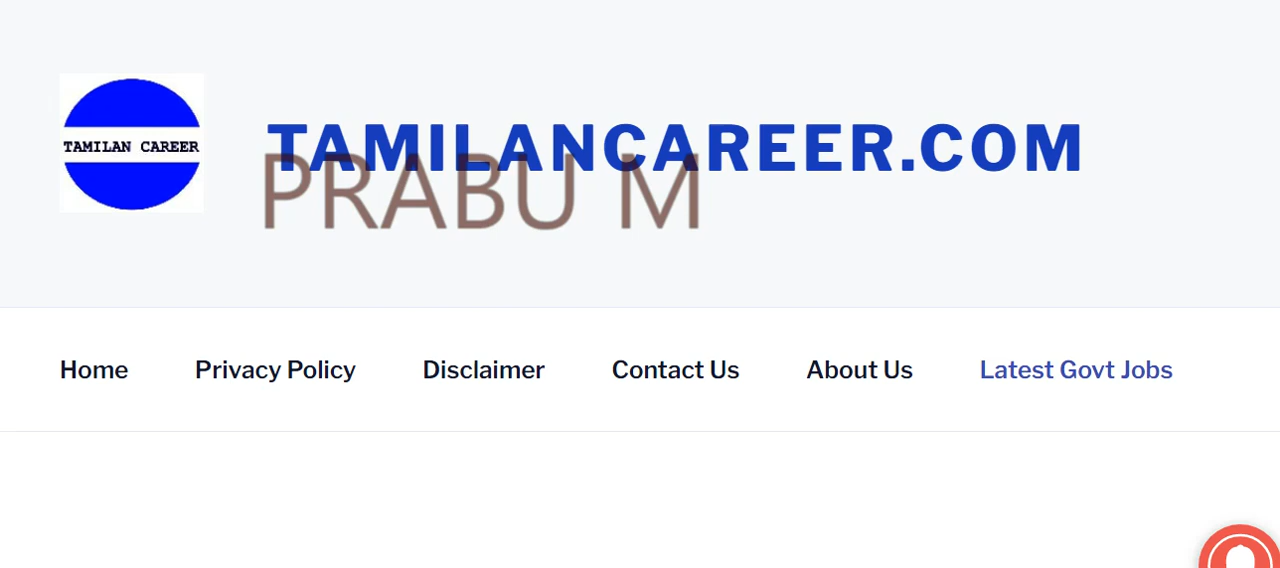 TAMILAN CAREER
TAMILANCAREER.COM
PRABU M
Home Privacy Policy Disclaimer Contact Us About Us Latest Govt Jobs